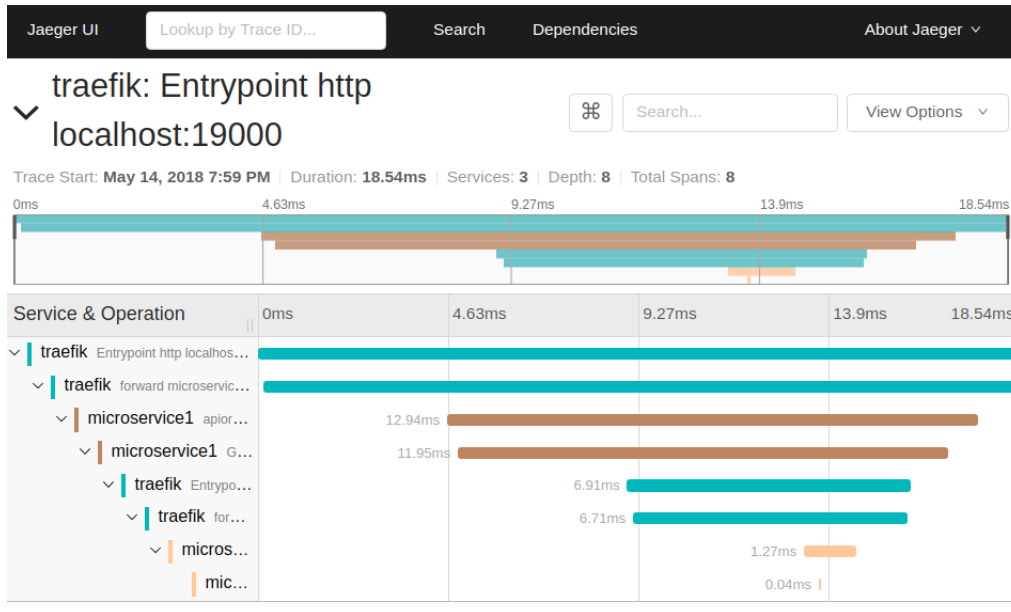 Jaeger UI Lookup by Trace ID... Search Dependencies About Jaeger
traefik: Entrypoint http
localhost:19000
⌘ Search... View Options
Trace Start: May 14, 2018 7:59 PM Duration: 18.54ms Services: 3 Depth: 8 Total Spans: 8
0ms 4.63ms 9.27ms 13.9ms 18.54ms
Service & Operation 0ms 4.63ms 9.27ms 13.9ms 18.54ms
traefik Entrypoint http localhos...
traefik forward microservic...
microservice1 apior... 12.94ms
microservice1 G... 11.95ms
traefik Entrypo... 6.91ms
traefik for... 6.71ms
micros... 1.27ms
mic... 0.04ms